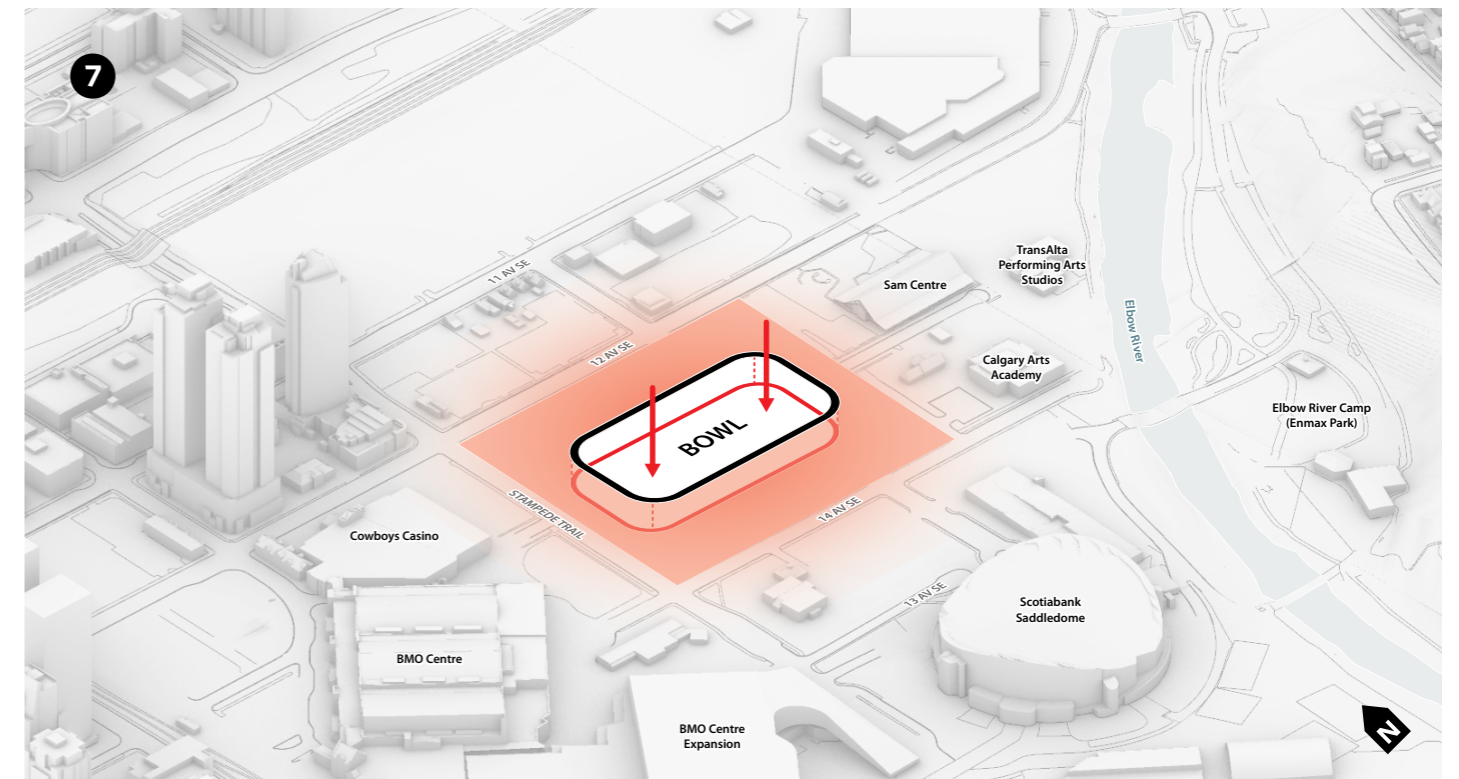 7
11 AV SE
TransAlta
Performing Arts
Studios
Sam Centre
Elbow River
12 AV SE
Calgary Arts
Academy
Elbow River Camp
(Enmax Park)
BOWL
STAMPEDE TRAIL
14 AV SE
Cowboys Casino
13 AV SE
Scotiabank
Saddledome
BMO Centre
BMO Centre
Expansion
N